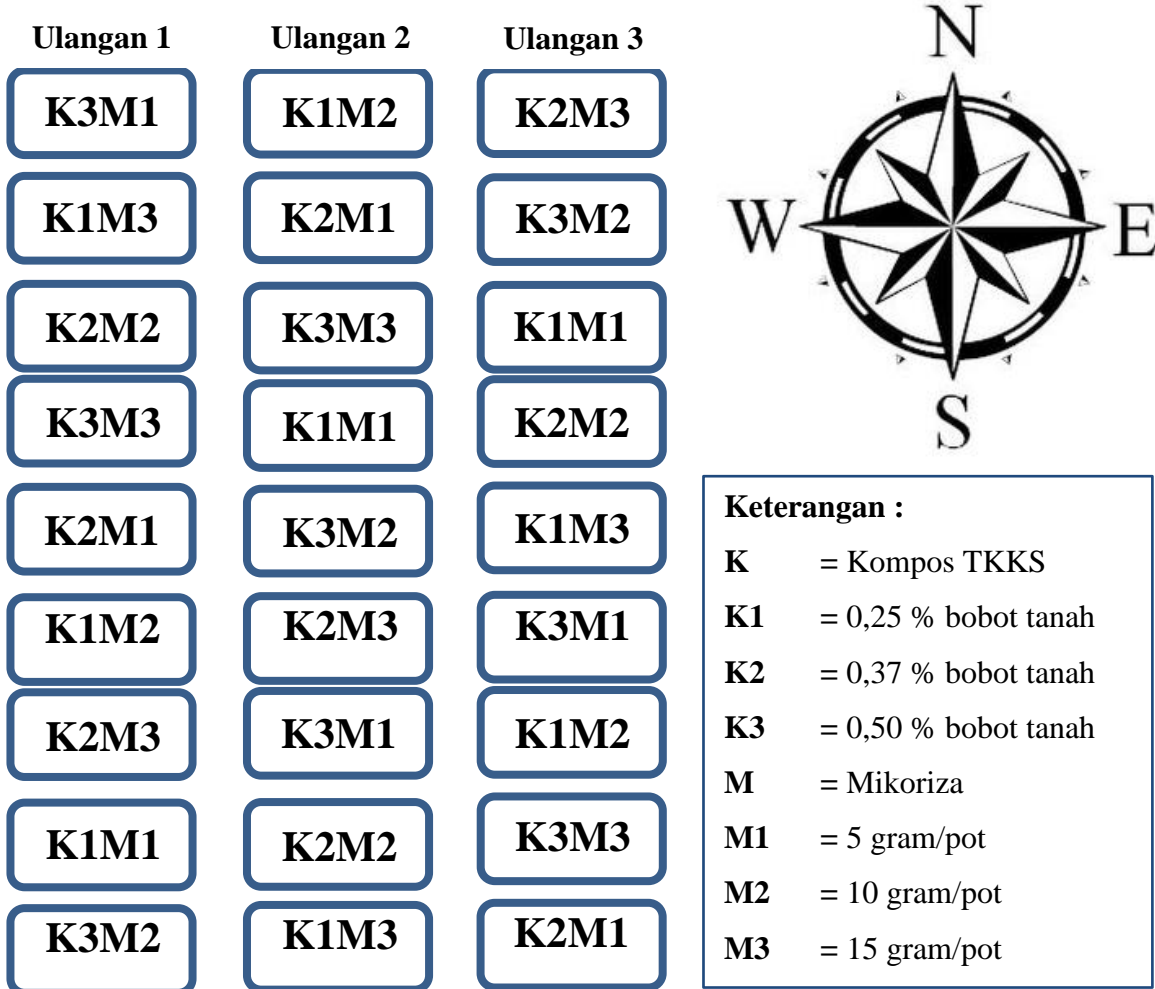 Ulangan 1 Ulangan 2 Ulangan 3
K3M1 K1M2 K2M3
K1M3 K2M1 K3M2
K2M2 K3M3 K1M1
K3M3 K1M1 K2M2
K2M1 K3M2 K1M3
K1M2 K2M3 K3M1
K2M3 K3M1 K1M2
K1M1 K2M2 K3M3
K3M2 K1M3 K2M1
N
W E
S
Keterangan :
K = Kompos TKKS
K1 = 0,25 % bobot tanah
K2 = 0,37 % bobot tanah
K3 = 0,50 % bobot tanah
M = Mikoriza
M1 = 5 gram/pot
M2 = 10 gram/pot
M3 = 15 gram/pot